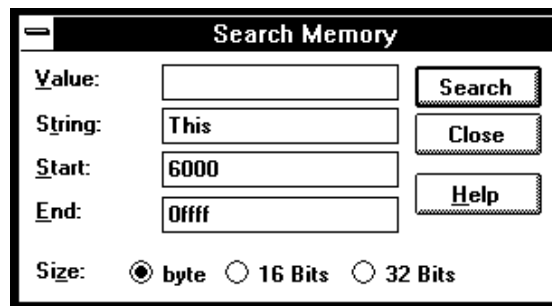 Search Memory
Value: Search
String: This Close
Start: 6000 Help
End: 0ffff
Size: byte 16 Bits 32 Bits